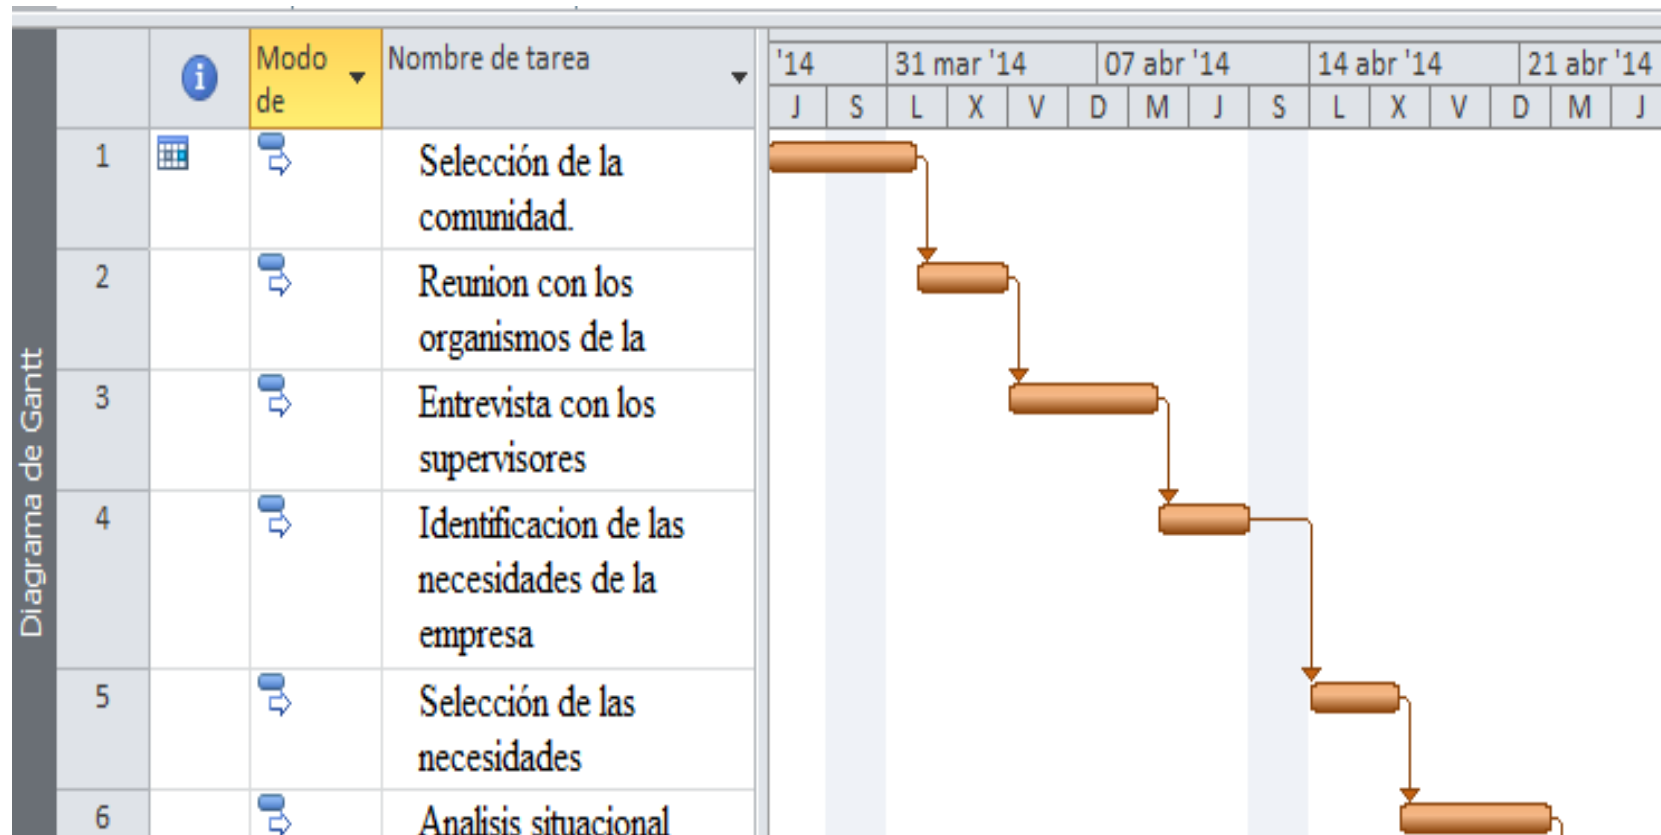 Modo
de
Nombre de tarea
'14
31 mar '14
07 abr '14
14 abr '14
21 abr '14
J S L X V D M J S L X V D M J
1
Selección de la
comunidad.
2
Reunion con los
organismos de la
3
Entrevista con los
supervisores
4
Identificacion de las
necesidades de la
empresa
5
Selección de las
necesidades
6
Analisis situacional
Diagrama de Gantt